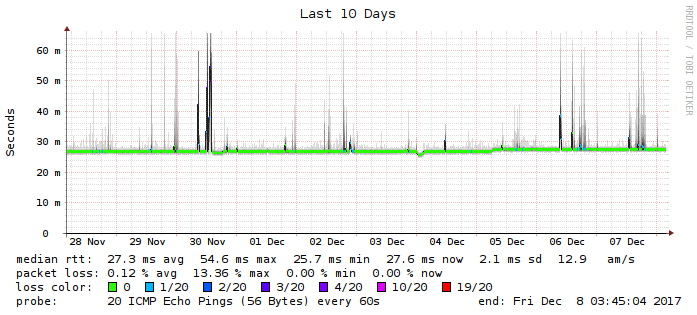 Last 10 Days
RRDTOOL / TOBI OETIKER
Seconds
60 m
50 m
40 m
30 m
20 m
10 m
0
28 Nov 29 Nov 30 Nov 01 Dec 02 Dec 03 Dec 04 Dec 05 Dec 06 Dec 07 Dec
median rtt: 27.3 ms avg 54.6 ms max 25.7 ms min 27.6 ms now 2.1 ms sd 12.9 am/s
packet loss: 0.12 % avg 13.36 % max 0.00 % min 0.00 % now
loss color: 0 1/20 2/20 3/20 4/20 10/20 19/20
probe: 20 ICMP Echo Pings (56 Bytes) every 60s end: Fri Dec 8 03:45:04 2017